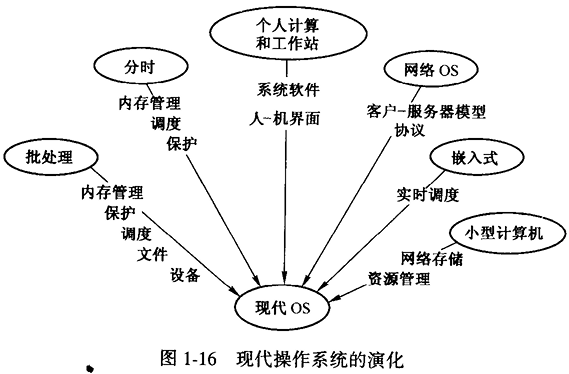 个人计算
和工作站
分时
网络 OS
系统软件
内存管理
客户-服务器模型
调度
人-机界面
协议
保护
批处理
嵌入式
内存管理
实时调度
保护
调度
小型计算机
文件
网络存储
设备
资源管理
现代 OS
图 1-16 现代操作系统的演化